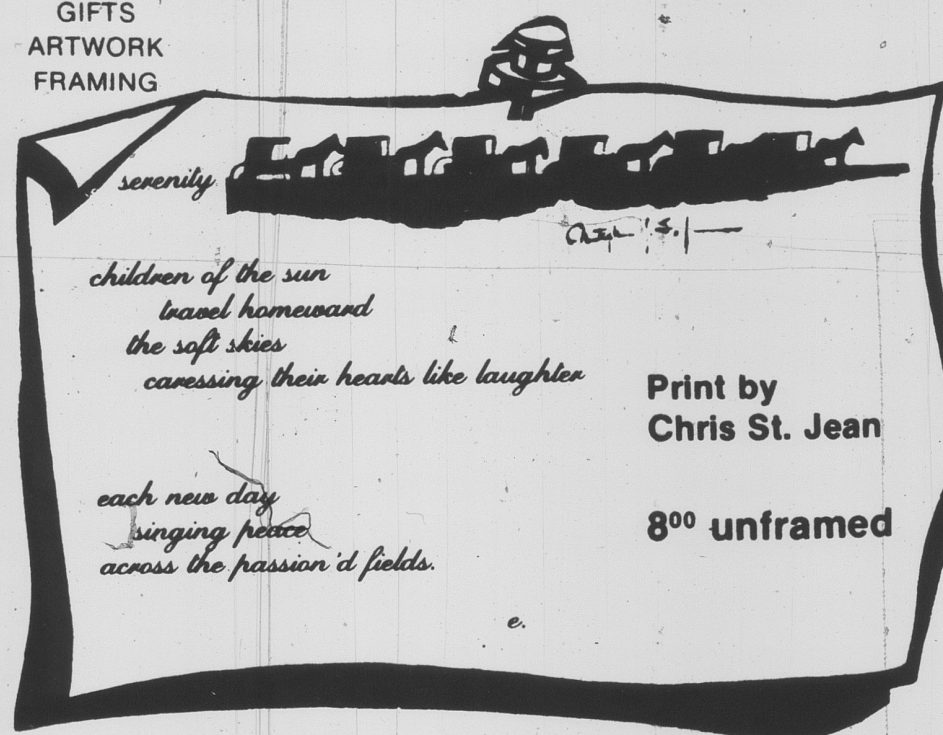 GIFTS
ARTWORK
FRAMING
serenity
children of the sun
travel homeward
the soft skies
caressing their hearts like laughter
Print by
Chris St. Jean
each new day
singing peace
across the passion'd fields.
8⁰⁰ unframed
e.